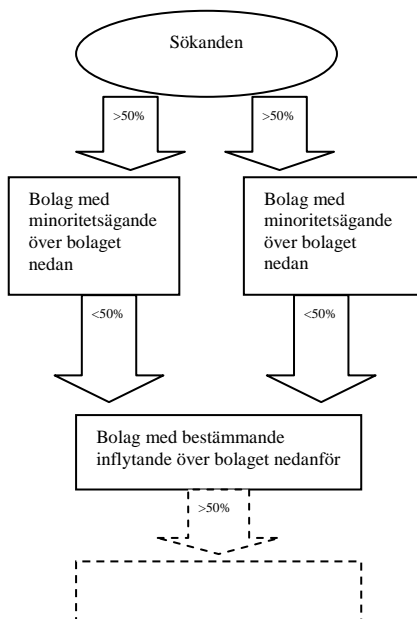 Sökanden
>50%
>50%
Bolag med
minoritetsägande
över bolaget
nedan
Bolag med
minoritetsägande
över bolaget
nedan
<50%
<50%
Bolag med bestämmande
inflytande över bolaget nedanför
>50%